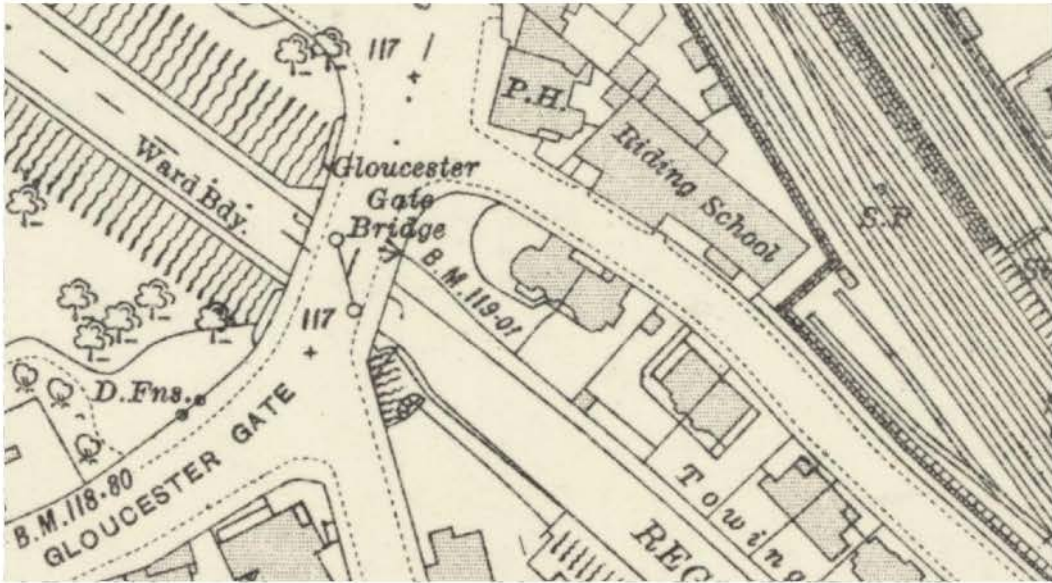 117
P.H.
Riding School
S.P.
Ward Bdy.
Gloucester
Gate
Bridge
B.M.119·01
117
D. Fns.
B.M.118·80
GLOUCESTER GATE
Towing
REG